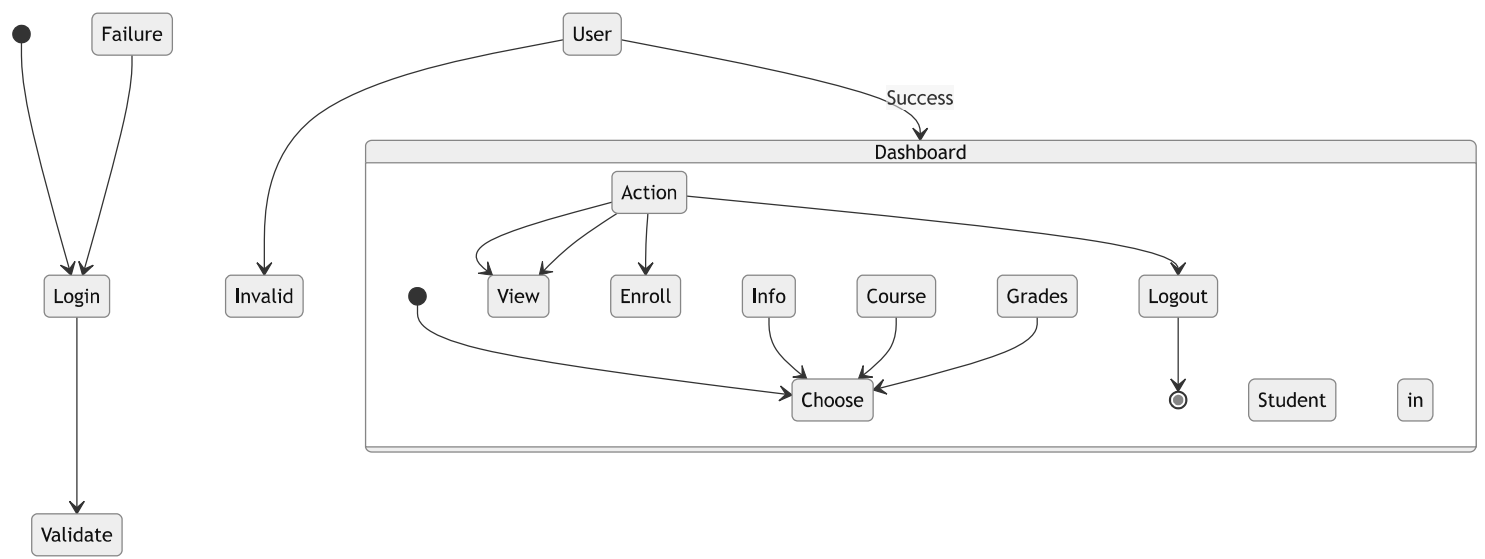 Failure
User
Success
Dashboard
Action
Login
Invalid
View
Enroll
Info
Course
Grades
Logout
Choose
Student
in
Validate